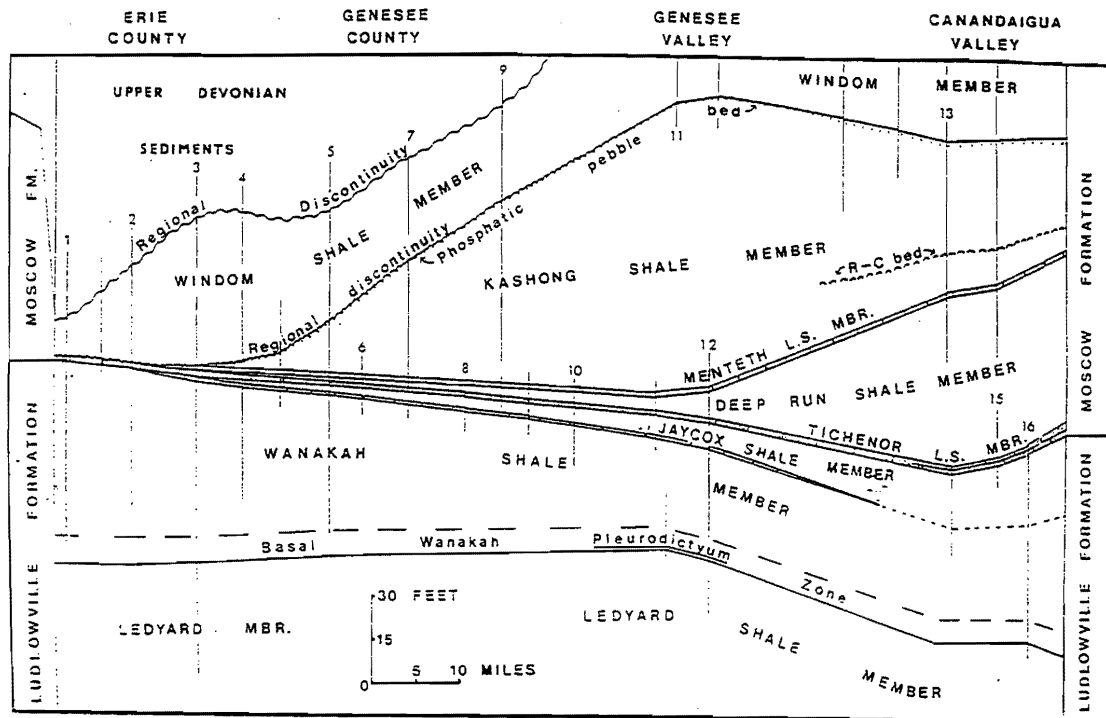 ERIE COUNTY
GENESEE COUNTY
GENESEE VALLEY
CANANDAIGUA VALLEY
UPPER DEVONIAN
SEDIMENTS
Regional Discontinuity
WINDOM SHALE MEMBER
WINDOM MEMBER
Regional discontinuity
Phosphatic pebble bed
KASHONG SHALE MEMBER
R-C bed
MENTETH L.S. MBR.
DEEP RUN SHALE MEMBER
TICHENOR L.S. MBR.
JAYCOX SHALE MEMBER
WANAKAH SHALE MEMBER
Basal Wanakah Pleurodictyum Zone
LEDYARD MBR.
LEDYARD SHALE MEMBER
1
2
3
4
5
6
7
8
9
10
11
12
13
15
16
30 FEET
15
0 5 10 MILES
MOSCOW FM.
LUDLOWVILLE FORMATION
MOSCOW FORMATION
LUDLOWVILLE FORMATION